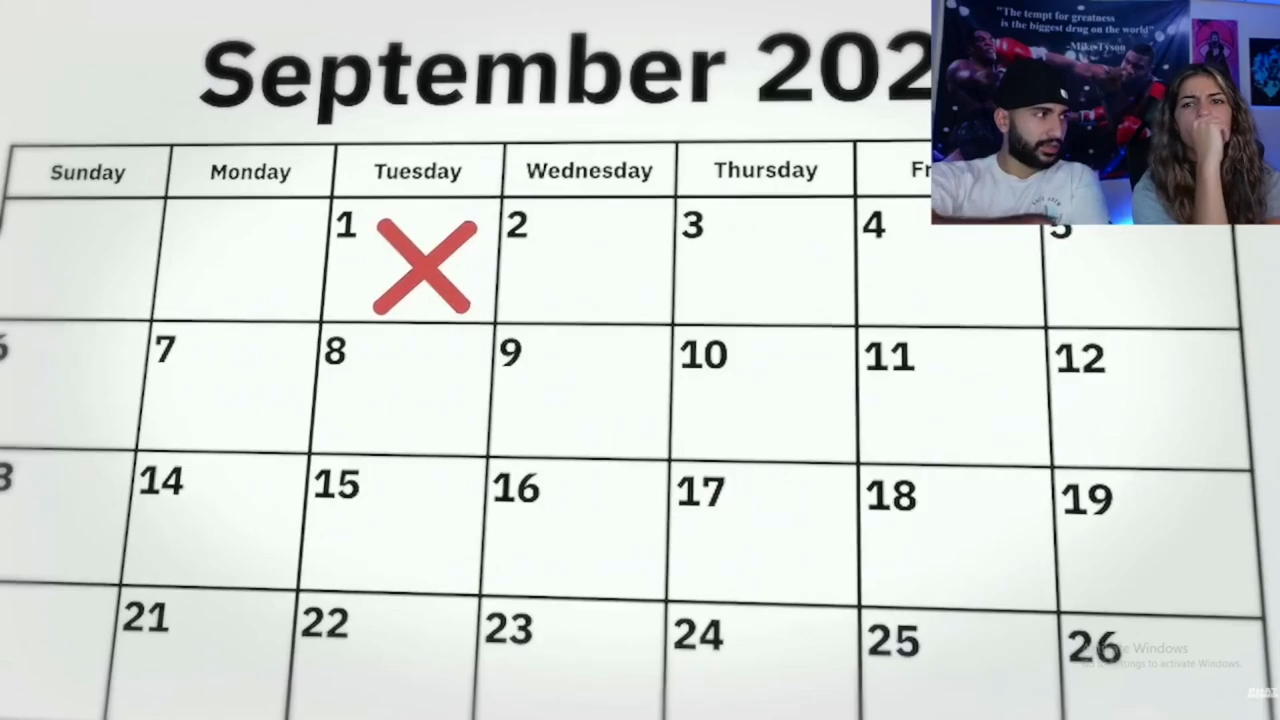 "The tempt for greatness
is the biggest drug on the world"
-Mike Tyson
September 202
Sunday Monday Tuesday Wednesday Thursday Fr
1 2 3 4 5
6 7 8 9 10 11 12
14 15 16 17 18 19
21 22 23 24 25 26